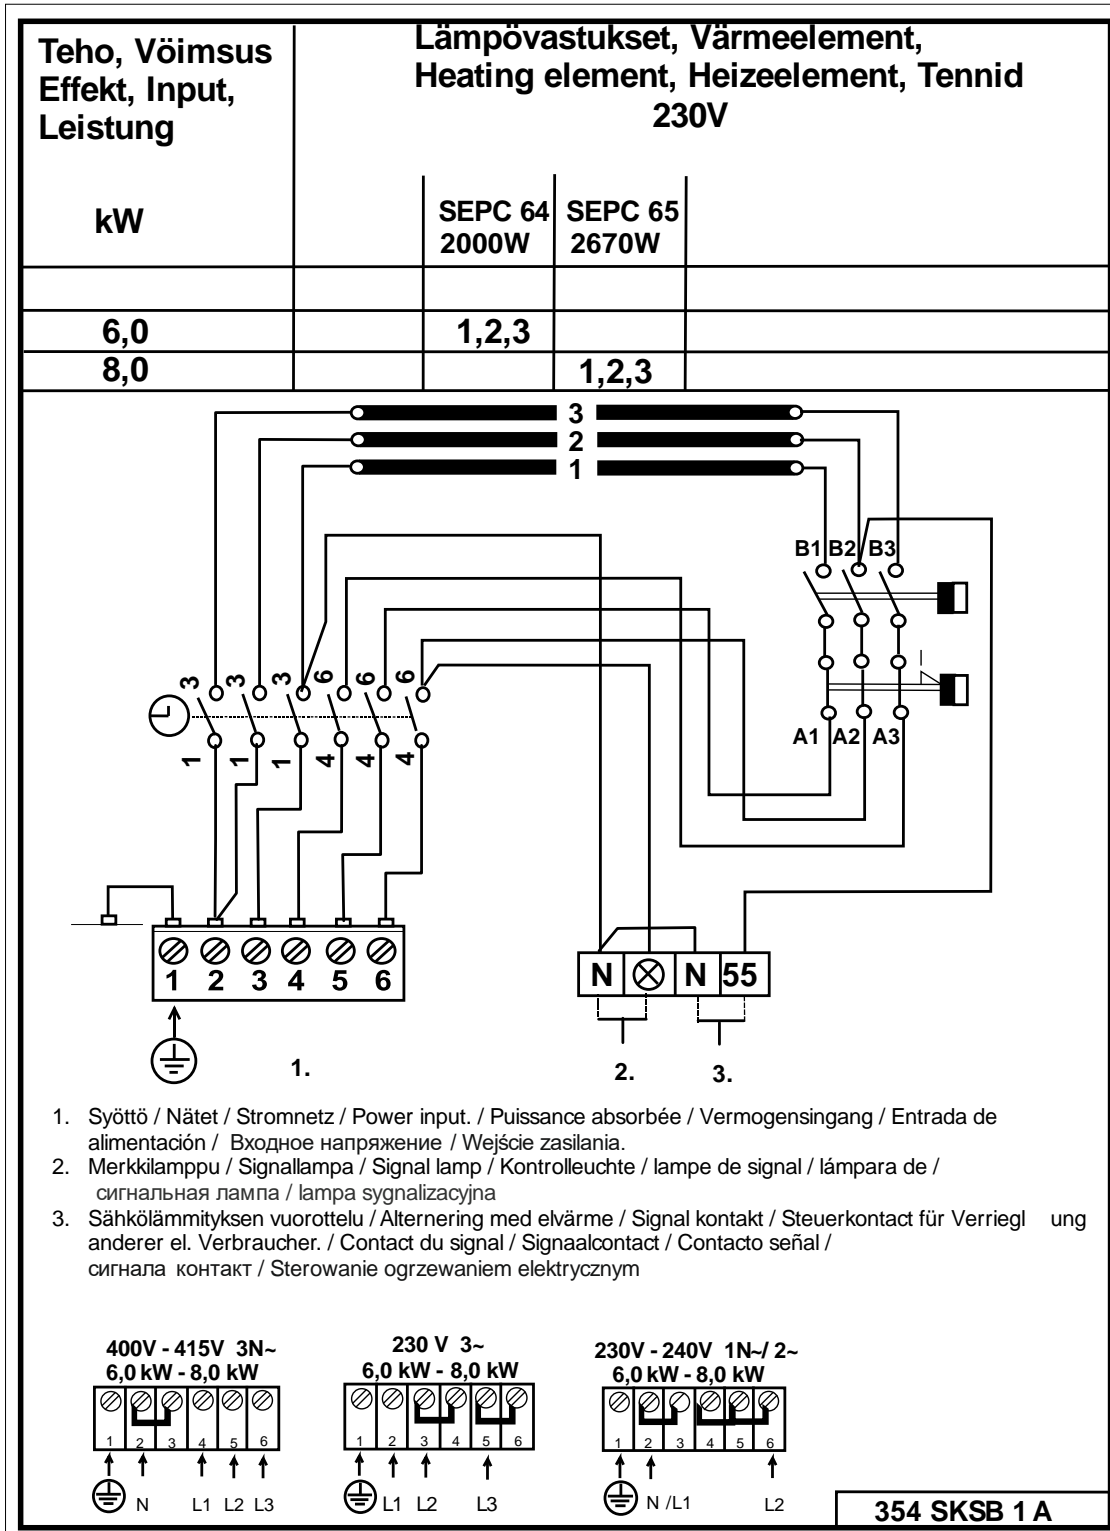 Teho, Vöimsus
Effekt, Input,
Leistung
kW
Lämpövastukset, Värmeelement,
Heating element, Heizeelement, Tennid
230V
SEPC 64
2000W
SEPC 65
2670W
6,0
1,2,3
8,0
1,2,3
3
2
1
B1 B2 B3
3 3 3 6 6 6
1 1 1 4 4 4
A1 A2 A3
1 2 3 4 5 6
N N 55
1.
2.
3.
1. Syöttö / Nätet / Stromnetz / Power input. / Puissance absorbée / Vermogensingang / Entrada de
alimentación / Входное напряжение / Wejście zasilania.
2. Merkkilamppu / Signallampa / Signal lamp / Kontrolleuchte / lampe de signal / lámpara de /
сигнальная лампа / lampa sygnalizacyjna
3. Sähkölämmityksen vuorottelu / Alternering med elvärme / Signal kontakt / Steuerkontact für Verriegl ung
anderer el. Verbraucher. / Contact du signal / Signaalcontact / Contacto señal /
сигнала контакт / Sterowanie ogrzewaniem elektrycznym
400V - 415V 3N~
6,0 kW - 8,0 kW
1 2 3 4 5 6
N L1 L2 L3
230 V 3~
6,0 kW - 8,0 kW
1 2 3 4 5 6
L1 L2 L3
230V - 240V 1N~/ 2~
6,0 kW - 8,0 kW
1 2 3 4 5 6
N /L1 L2
354 SKSB 1 A